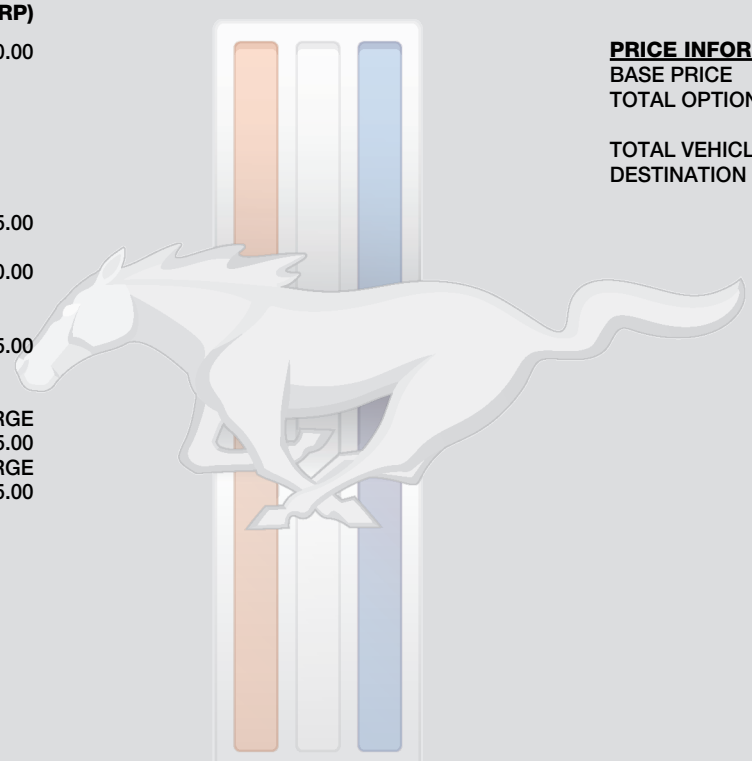 RP)
0.00
5.00
0.00
5.00
RGE
5.00
RGE
5.00
PRICE INFOR
BASE PRICE
TOTAL OPTION
TOTAL VEHICL
DESTINATION